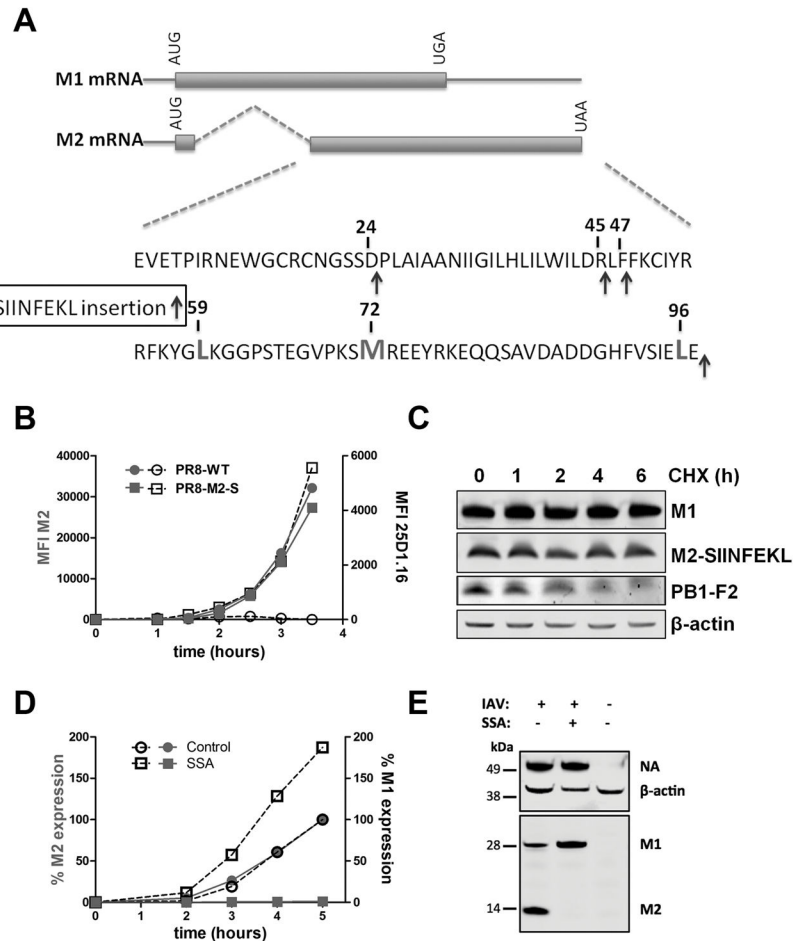 A
AUG
UGA
M1 mRNA
AUG
UAA
M2 mRNA
24
45 47
EVETPIRNEWGCRCNGSSDPLAIAANIIGILHLILWILDRLFFKCIYR
SIINFEKL insertion
59
72
96
RFKYGLKGGPSTEGVPKSMREEYRKEQQSAVDADDGHFVSIELE
B
40000
30000
20000
10000
0
MFI M2
PR8-WT
PR8-M2-S
6000
4000
2000
0
MFI 25D1.16
0 1 2 3 4
time (hours)
C
0 1 2 4 6 CHX (h)
M1
M2-SIINFEKL
PB1-F2
β-actin
D
200
150
100
50
0
% M2 expression
Control
SSA
200
150
100
50
0
% M1 expression
0 1 2 3 4 5
time (hours)
E
IAV: + + -
SSA: - + -
kDa
49
38
NA
β-actin
28
14
M1
M2